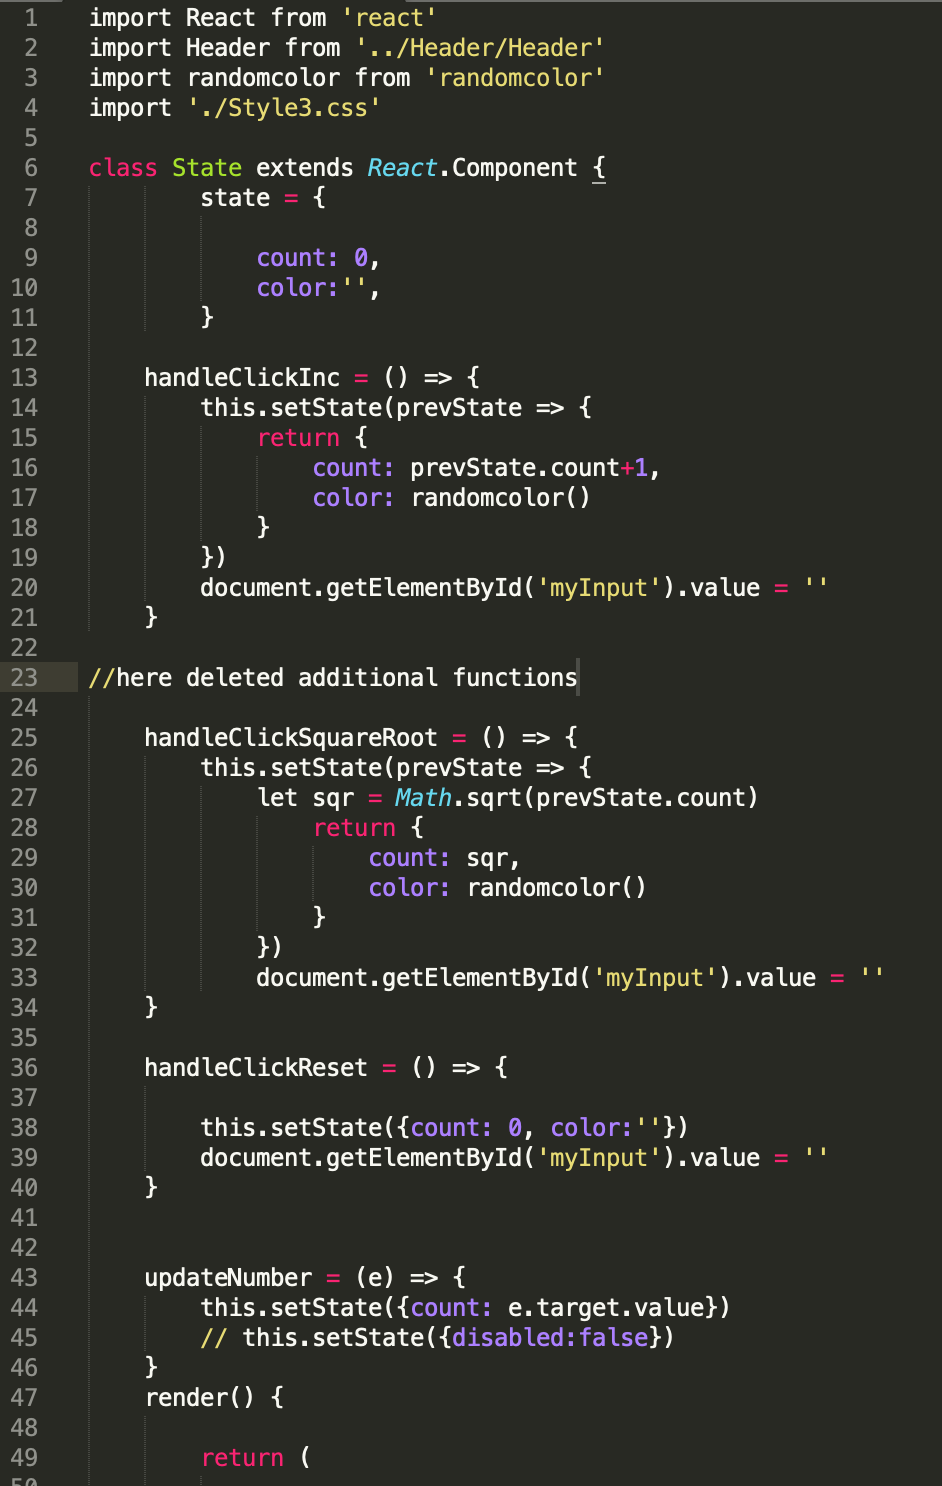 1 import React from 'react'
2 import Header from '../Header/Header'
3 import randomcolor from 'randomcolor'
4 import './Style3.css'
5
6 class State extends React.Component {
7 state = {
8
9 count: 0,
10 color:'',
11 }
12
13 handleClickInc = () => {
14 this.setState(prevState => {
15 return {
16 count: prevState.count+1,
17 color: randomcolor()
18 }
19 })
20 document.getElementById('myInput').value = ''
21 }
22
23 //here deleted additional functions
24
25 handleClickSquareRoot = () => {
26 this.setState(prevState => {
27 let sqr = Math.sqrt(prevState.count)
28 return {
29 count: sqr,
30 color: randomcolor()
31 }
32 })
33 document.getElementById('myInput').value = ''
34 }
35
36 handleClickReset = () => {
37
38 this.setState({count: 0, color:''})
39 document.getElementById('myInput').value = ''
40 }
41
42
43 updateNumber = (e) => {
44 this.setState({count: e.target.value})
45 // this.setState({disabled:false})
46 }
47 render() {
48
49 return (
50